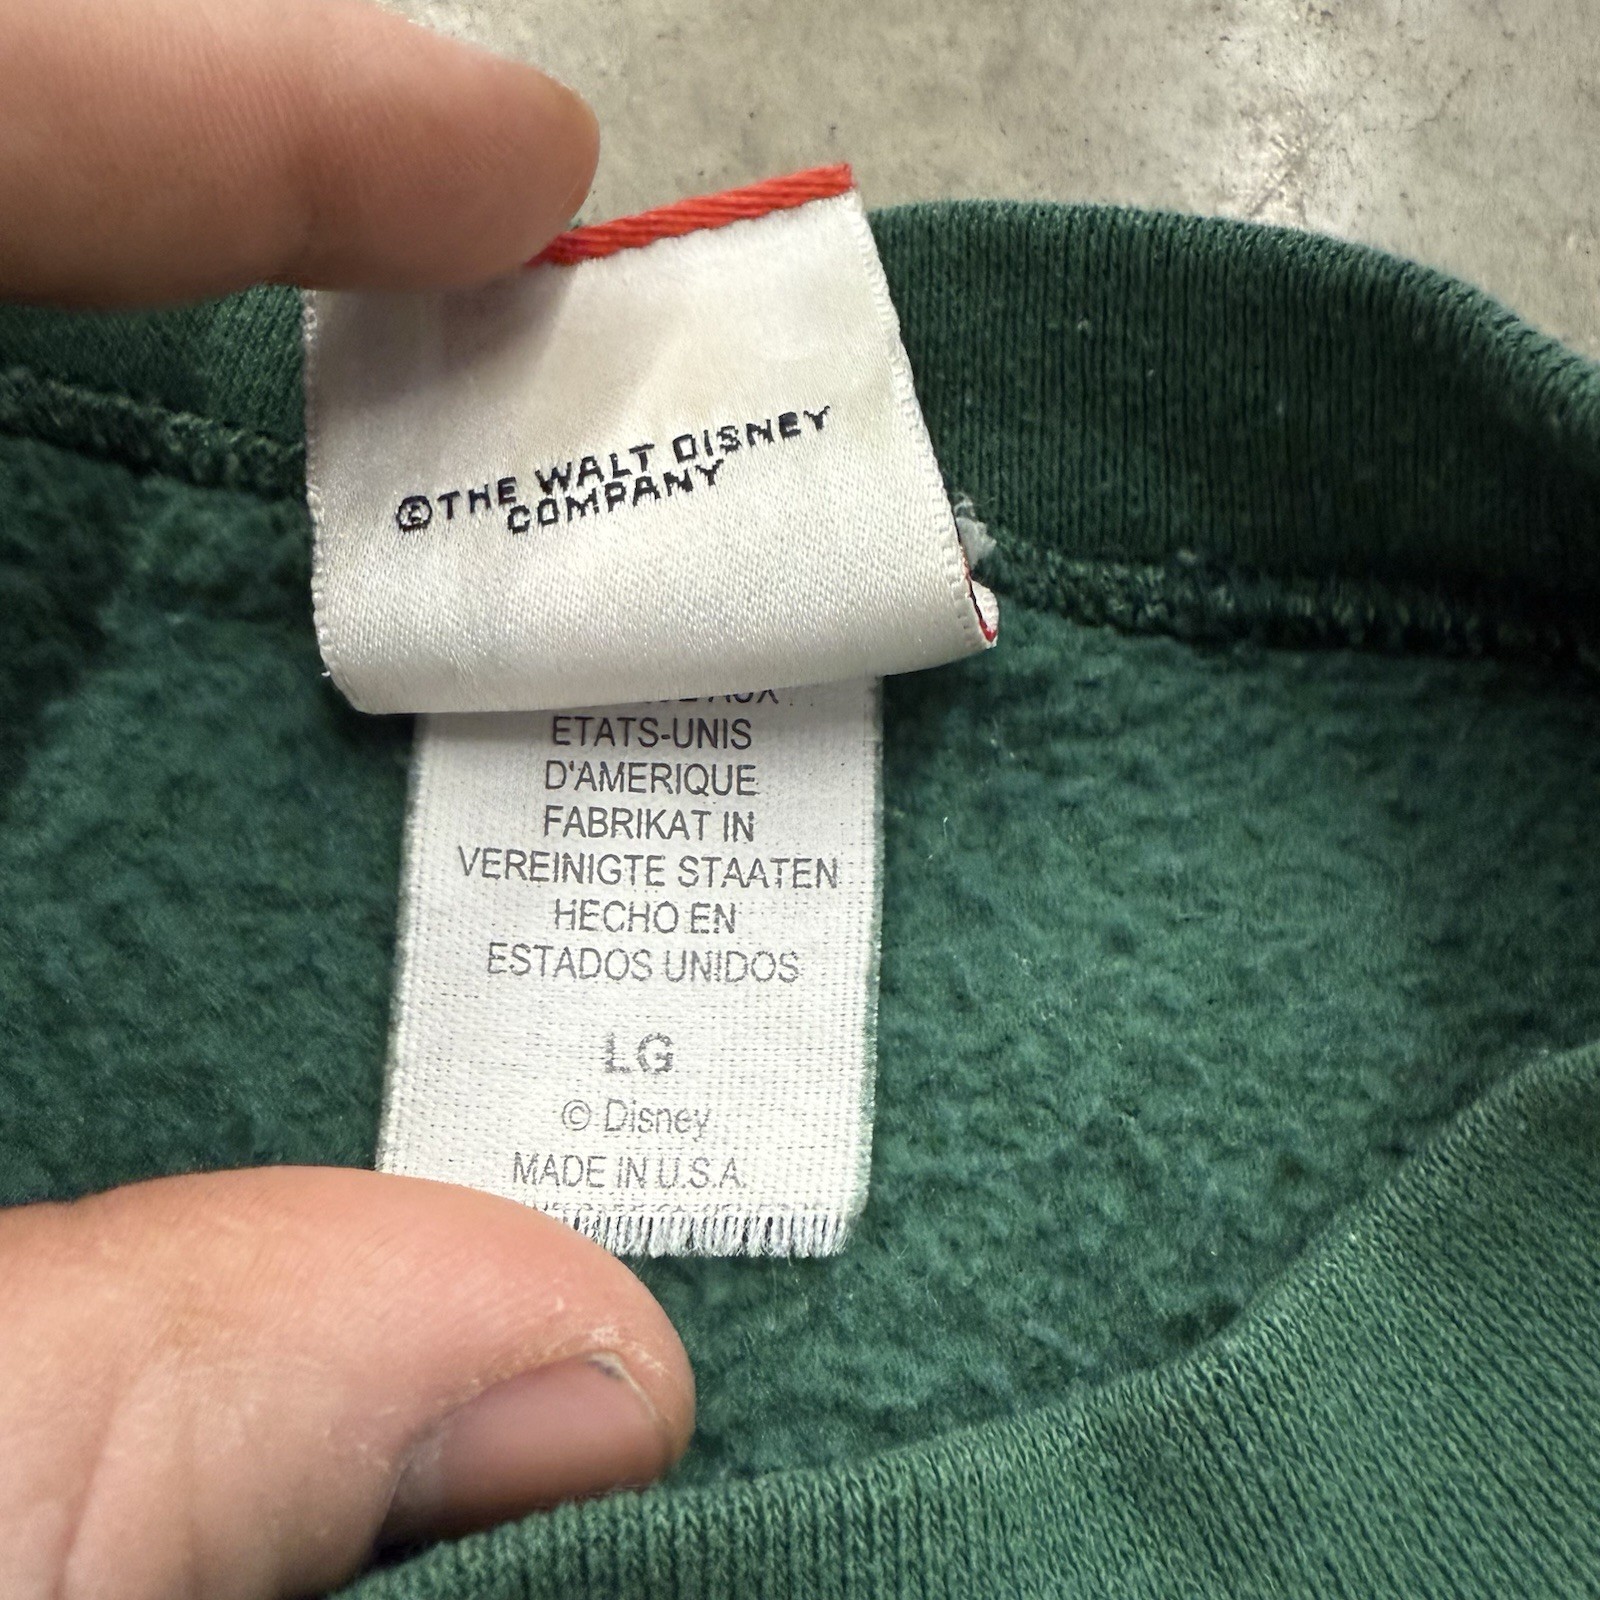 ©THE WALT DISNEY
COMPANY
AUX
ETATS-UNIS
D'AMERIQUE
FABRIKAT IN
VEREINIGTE STAATEN
HECHO EN
ESTADOS UNIDOS
LG
© Disney
MADE IN U.S.A.